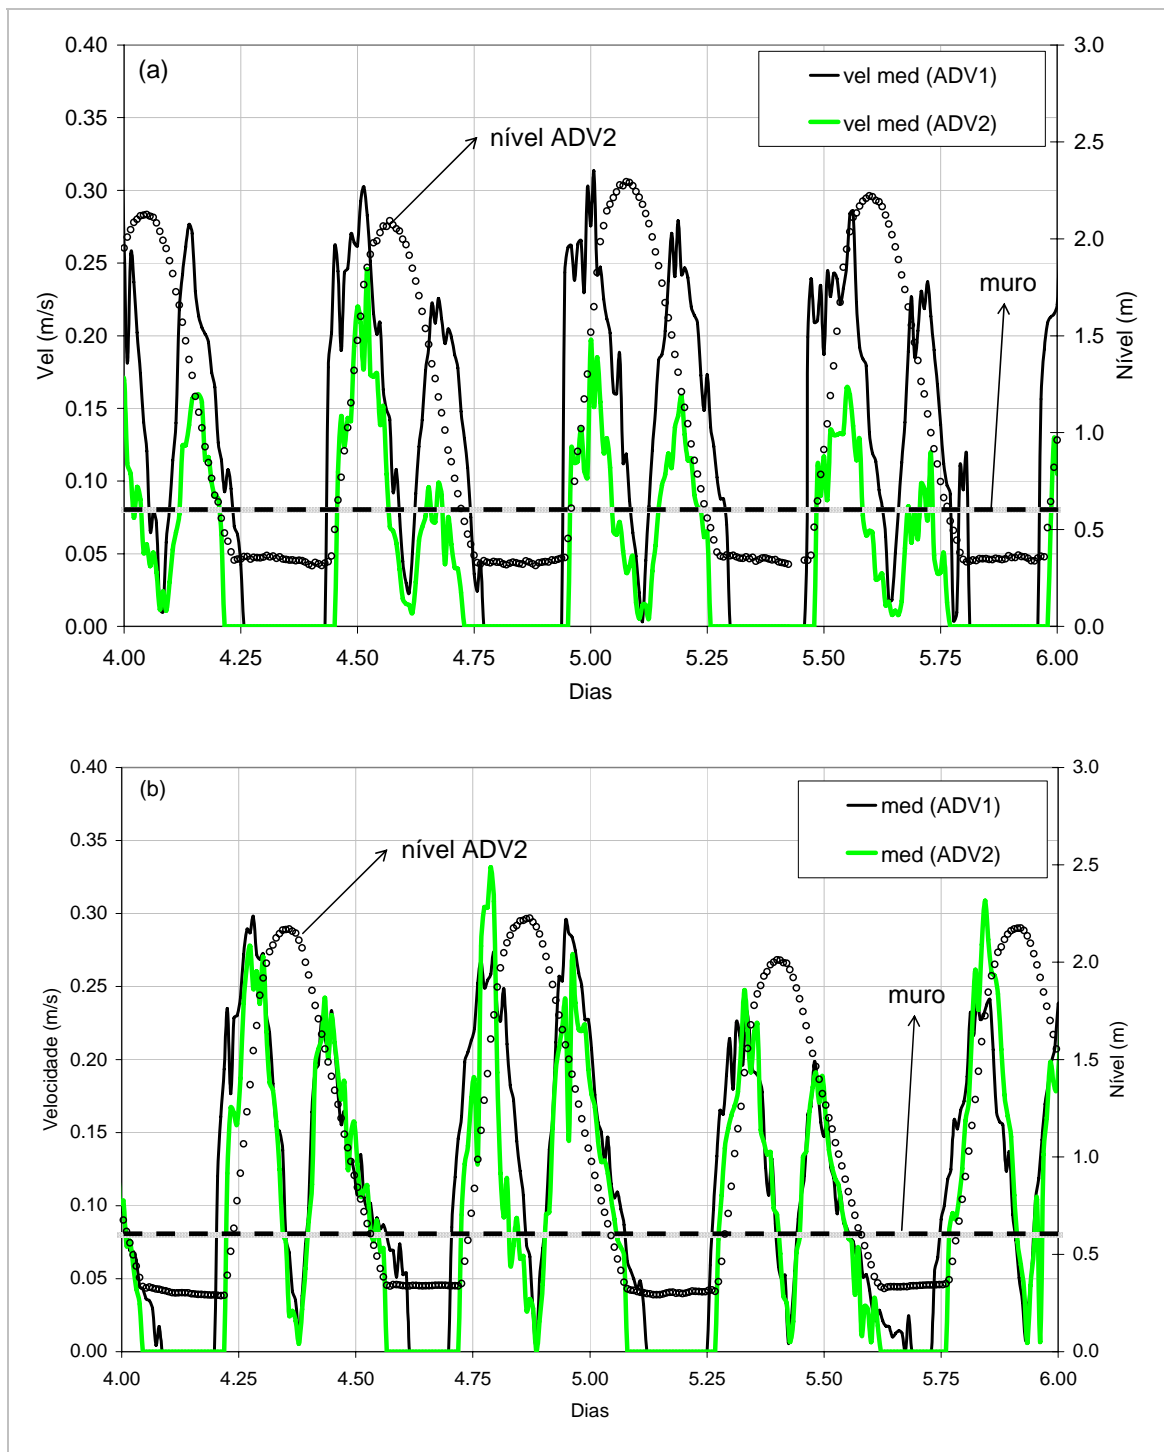 (a)
vel med (ADV1)
vel med (ADV2)
nível ADV2
muro
0.40
0.35
0.30
0.25
0.20
0.15
0.10
0.05
0.00
Vel (m/s)
3.0
2.5
2.0
1.5
1.0
0.5
0.0
Nível (m)
4.00 4.25 4.50 4.75 5.00 5.25 5.50 5.75 6.00
Dias
(b)
med (ADV1)
med (ADV2)
nível ADV2
muro
0.40
0.35
0.30
0.25
0.20
0.15
0.10
0.05
0.00
Velocidade (m/s)
3.0
2.5
2.0
1.5
1.0
0.5
0.0
Nível (m)
4.00 4.25 4.50 4.75 5.00 5.25 5.50 5.75 6.00
Dias